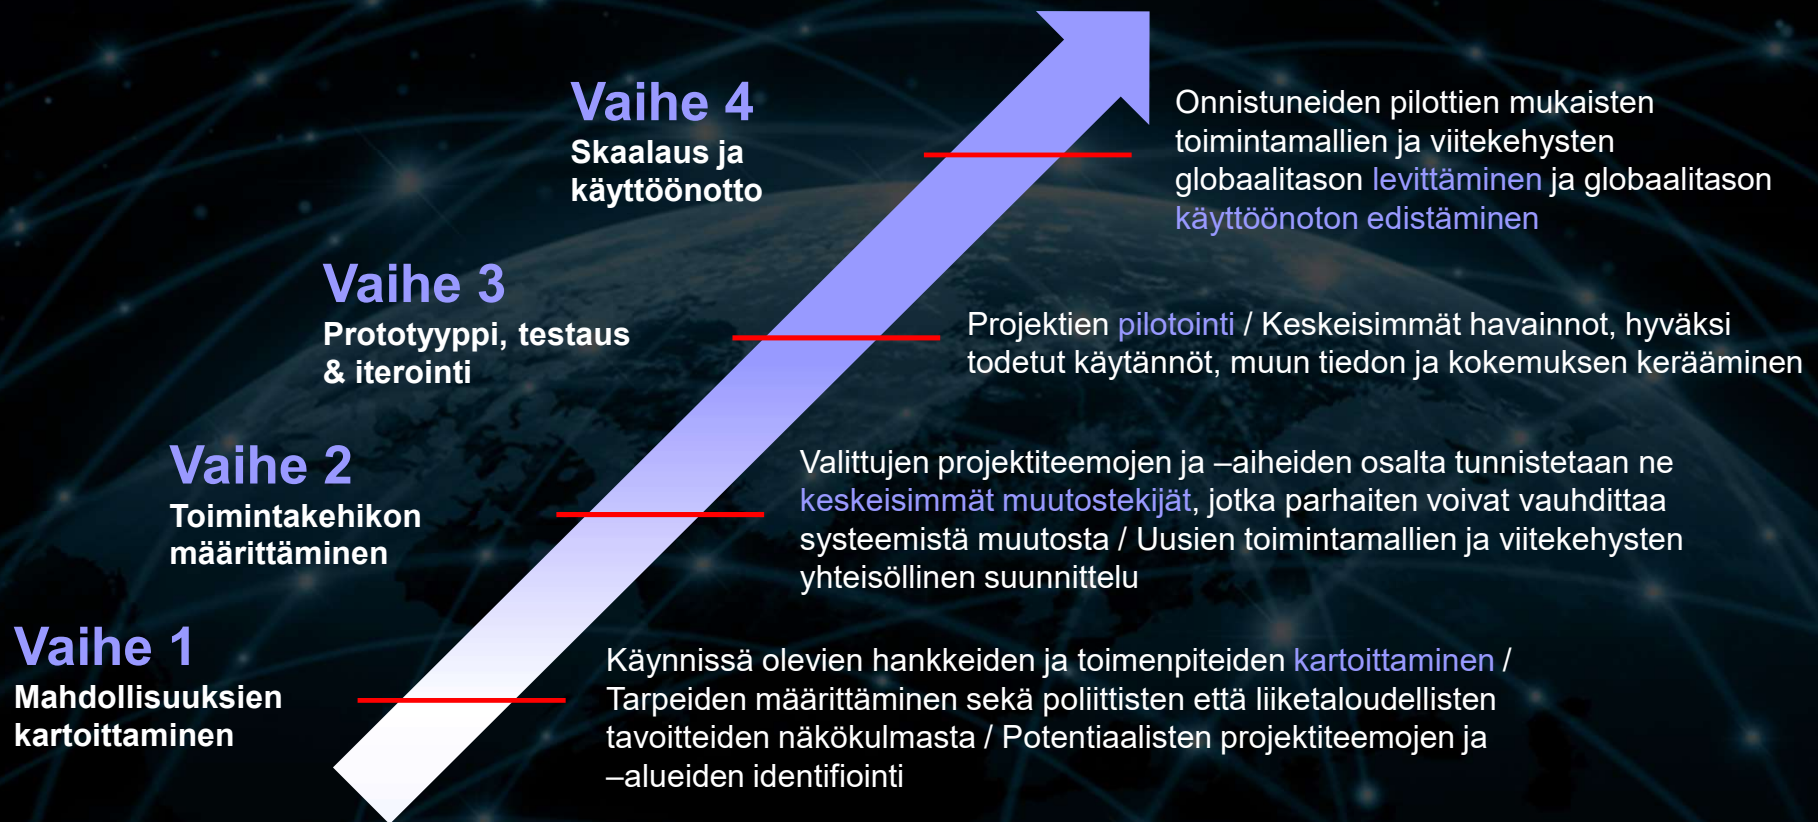 Vaihe 4
Skaalaus ja
käyttöönotto
Onnistuneiden pilottien mukaisten
toimintamallien ja viitekehysten
globaalitason levittäminen ja globaalitason
käyttöönoton edistäminen
Vaihe 3
Prototyyppi, testaus
& iterointi
Projektien pilotointi / Keskeisimmät havainnot, hyväksi
todetut käytännöt, muun tiedon ja kokemuksen kerääminen
Vaihe 2
Toimintakehikon
määrittäminen
Valittujen projektiteemojen ja –aiheiden osalta tunnistetaan ne
keskeisimmät muutostekijät, jotka parhaiten voivat vauhdittaa
systeemistä muutosta / Uusien toimintamallien ja viitekehysten
yhteisöllinen suunnittelu
Vaihe 1
Mahdollisuuksien
kartoittaminen
Käynnissä olevien hankkeiden ja toimenpiteiden kartoittaminen /
Tarpeiden määrittäminen sekä poliittisten että liiketaloudellisten
tavoitteiden näkökulmasta / Potentiaalisten projektiteemojen ja
–alueiden identifiointi